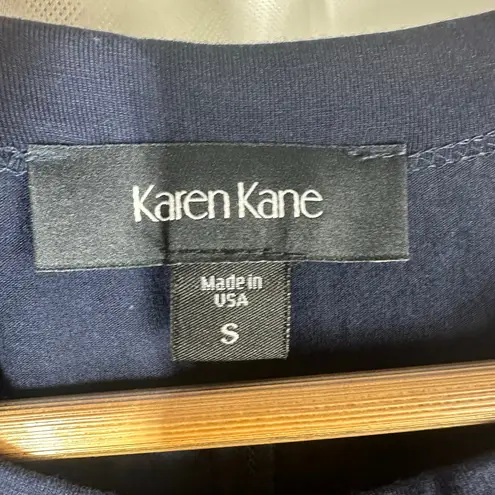 Karen Kane
Made in
USA
S